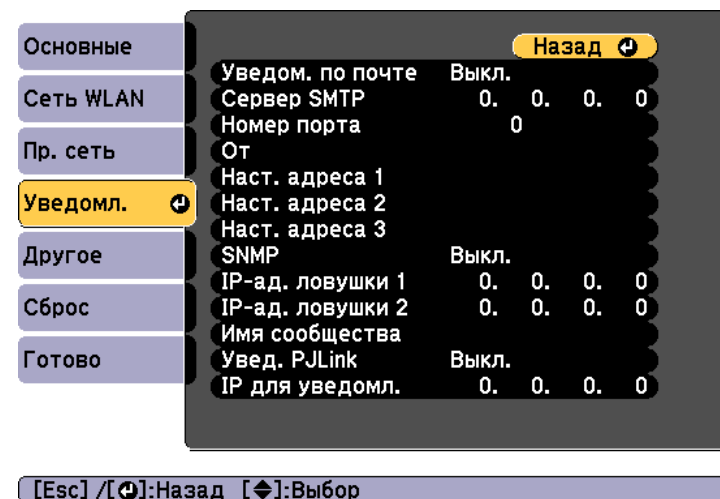 Основные
Сеть WLAN
Пр. сеть
Уведомл.
Другое
Сброс
Готово
Назад
Уведом. по почте Выкл.
Сервер SMTP 0. 0. 0. 0
Номер порта 0
От
Наст. адреса 1
Наст. адреса 2
Наст. адреса 3
SNMP Выкл.
IP-ад. ловушки 1 0. 0. 0. 0
IP-ад. ловушки 2 0. 0. 0. 0
Имя сообщества
Увед. PJLink Выкл.
IP для уведомл. 0. 0. 0. 0
[Esc] /[⏎]:Назад [◆]:Выбор